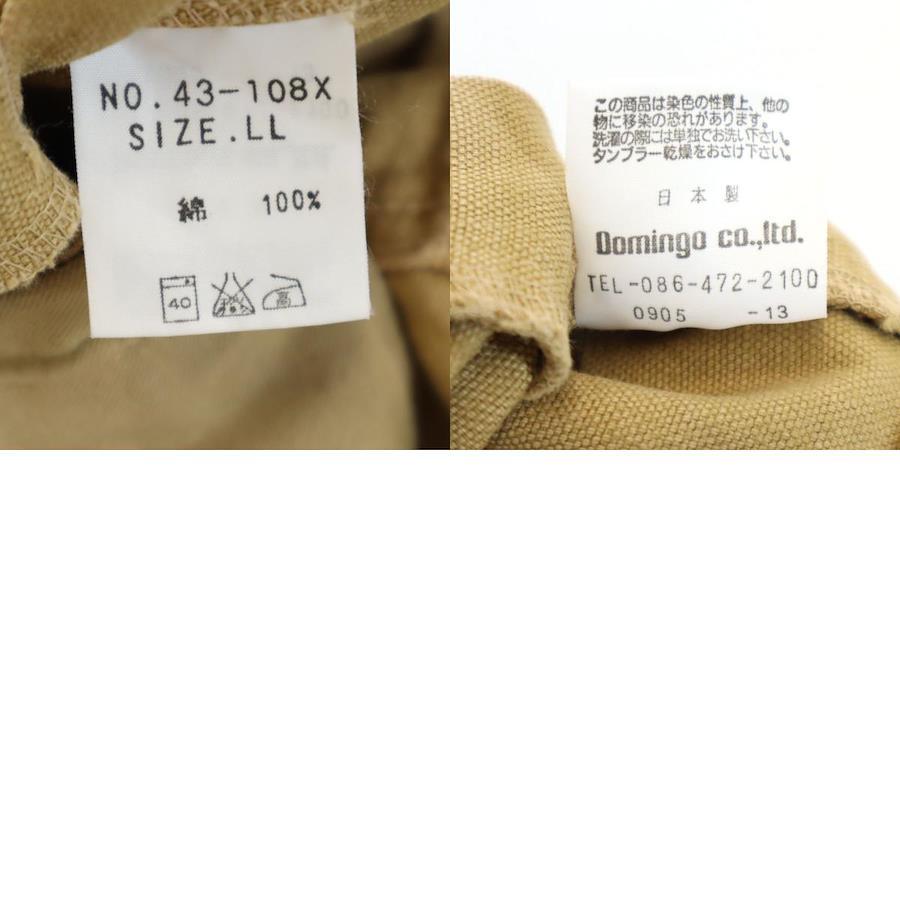 NO.43-108X
SIZE.LL
綿 100%
40 高
この商品は染色の性質上、他の
物に移染の恐れがあります。
洗濯の際には単独でお洗い下さい。
タンブラー乾燥をおさけ下さい。
日本製
Domingo co.,ltd.
TEL-086-472-2100
0905 -13